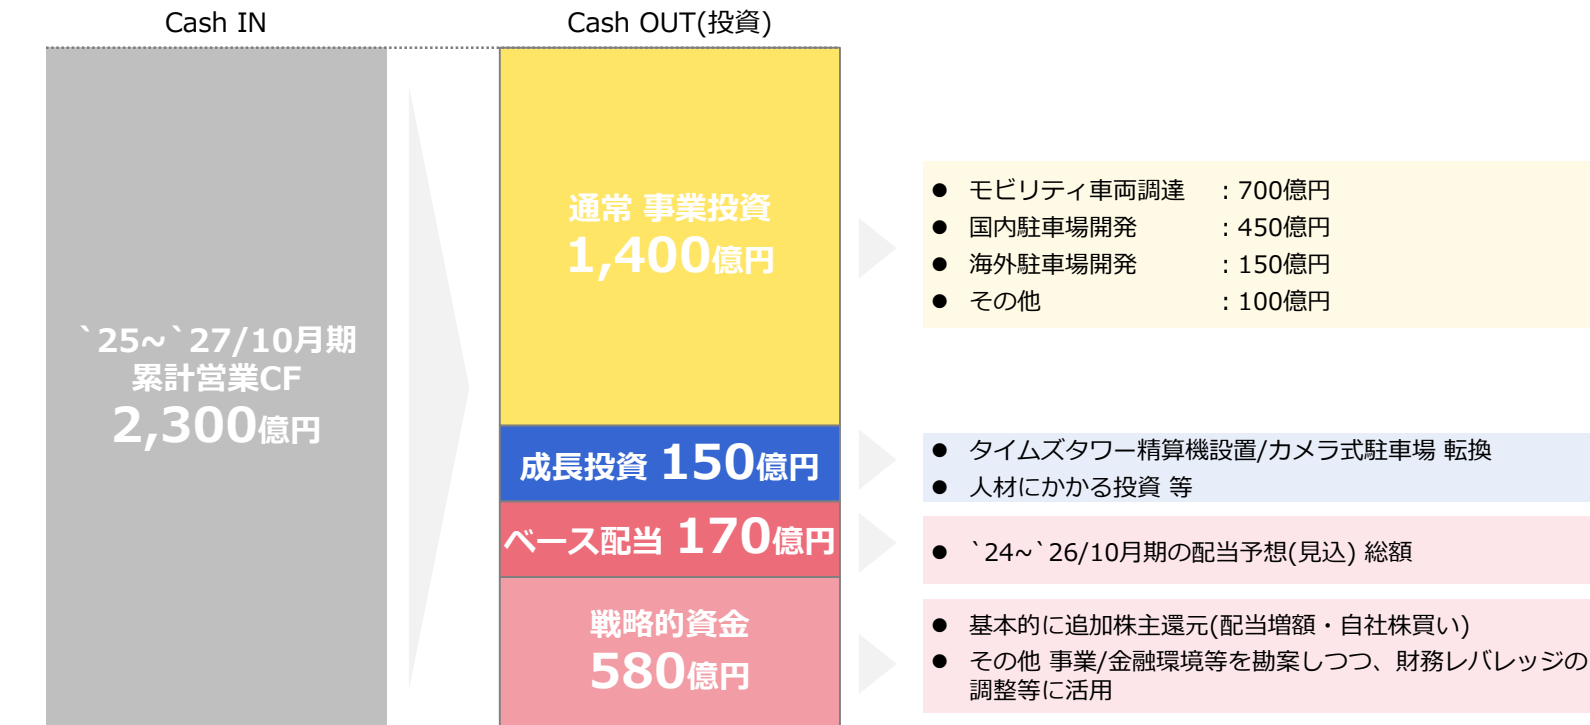 Cash IN
Cash OUT(投資)
`25~`27/10月期
累計営業CF
2,300億円
通常 事業投資
1,400億円
● モビリティ車両調達 :700億円
● 国内駐車場開発 :450億円
● 海外駐車場開発 :150億円
● その他 :100億円
成長投資 150億円
● タイムズタワー精算機設置/カメラ式駐車場 転換
● 人材にかかる投資 等
ベース配当 170億円
● `24~`26/10月期の配当予想(見込) 総額
戦略的資金
580億円
● 基本的に追加株主還元(配当増額・自社株買い)
● その他 事業/金融環境等を勘案しつつ、財務レバレッジの
調整等に活用